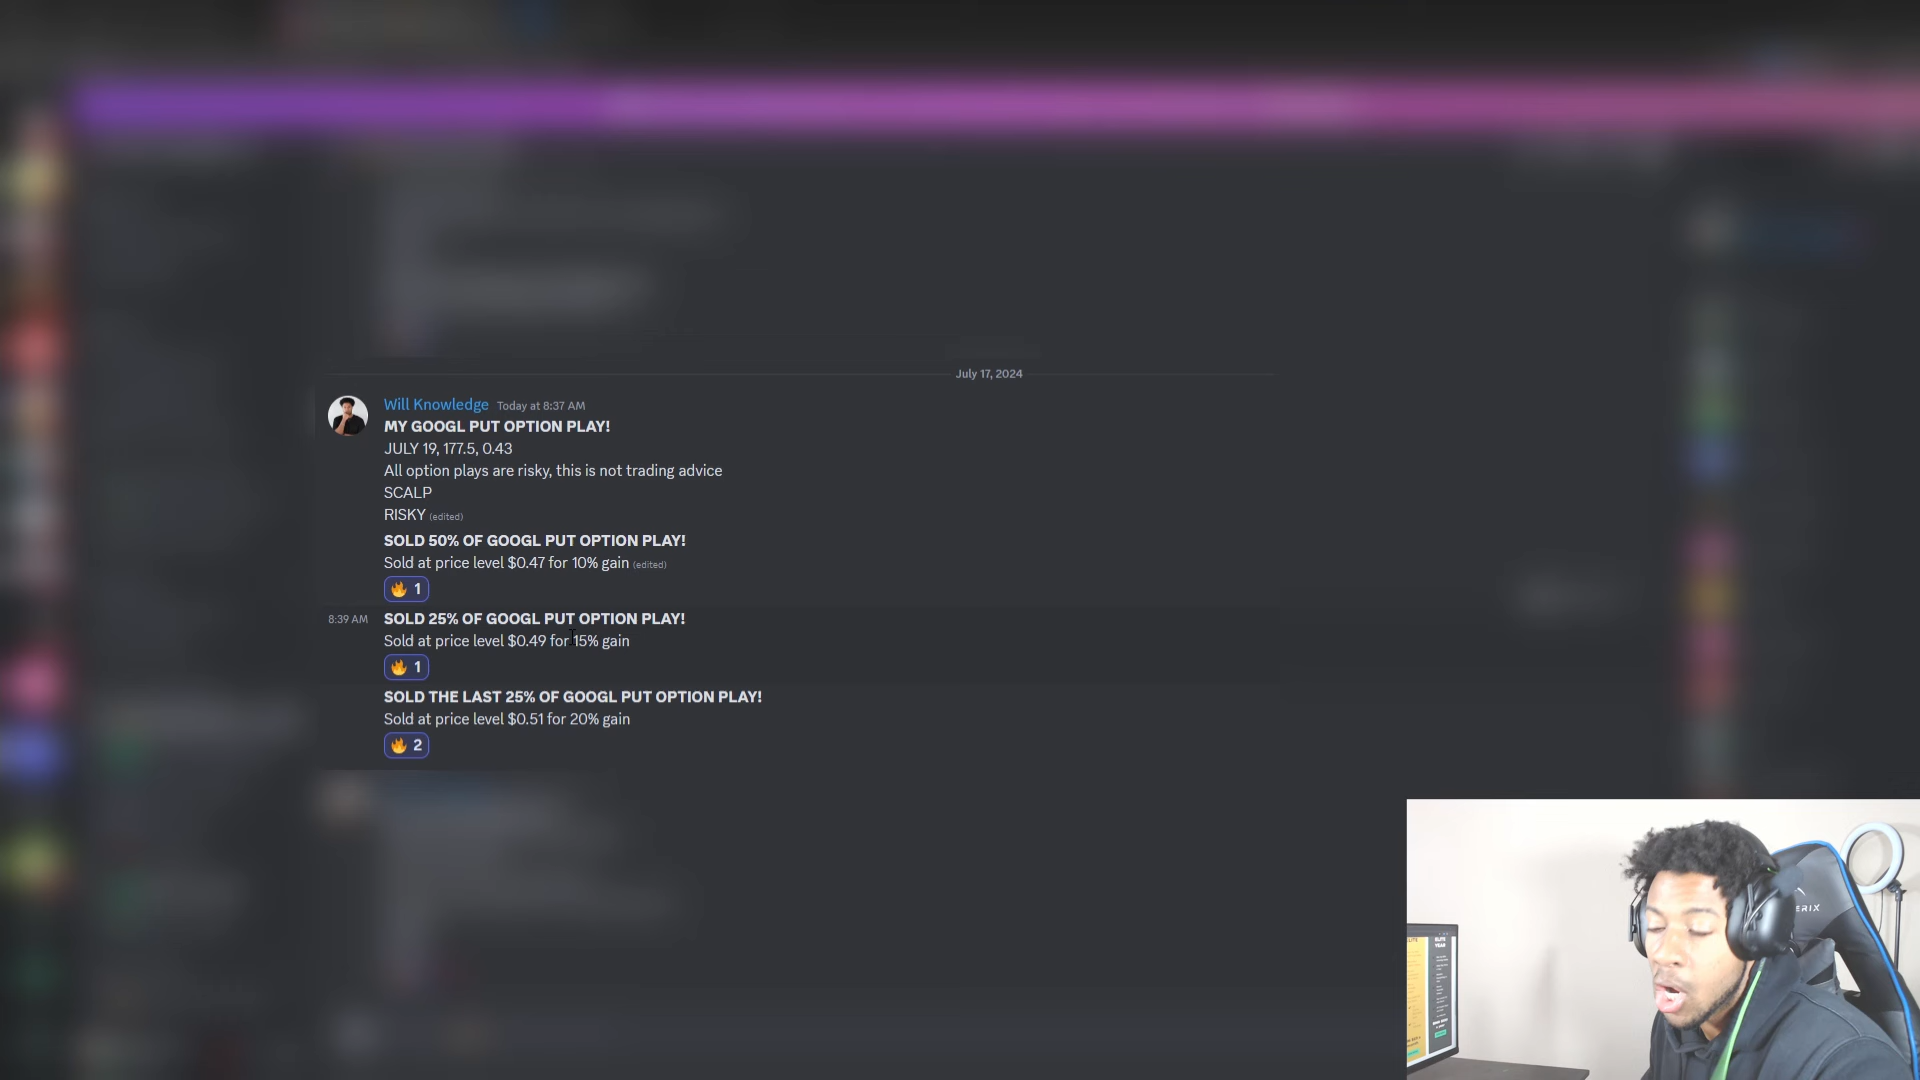 July 17, 2024
Will Knowledge Today at 8:37 AM
MY GOOGL PUT OPTION PLAY!
JULY 19, 177.5, 0.43
All option plays are risky, this is not trading advice
SCALP
RISKY (edited)
SOLD 50% OF GOOGL PUT OPTION PLAY!
Sold at price level $0.47 for 10% gain (edited)
1
8:39 AM SOLD 25% OF GOOGL PUT OPTION PLAY!
Sold at price level $0.49 for 15% gain
1
SOLD THE LAST 25% OF GOOGL PUT OPTION PLAY!
Sold at price level $0.51 for 20% gain
2
ERIX